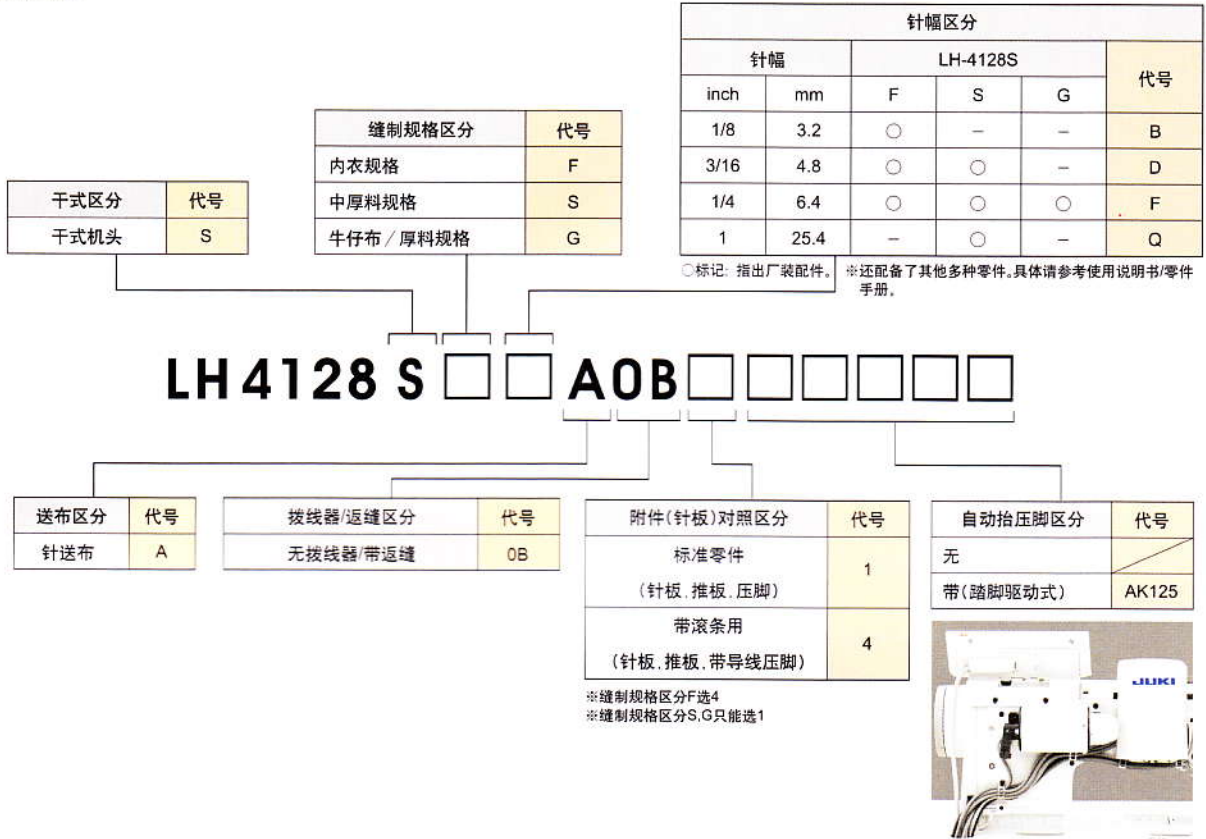 针幅区分
针幅 LH-4128S 代号
inch mm F S G
1/8 3.2 ○ − − B
3/16 4.8 ○ ○ − D
1/4 6.4 ○ ○ ○ F
1 25.4 − ○ − Q
○标记: 指出厂装配件。 ※还配备了其他多种零件。具体请参考使用说明书/零件
手册。
缝制规格区分 代号
内衣规格 F
中厚料规格 S
牛仔布/厚料规格 G
干式区分 代号
干式机头 S
LH4128S□□A0B□□□□□□
送布区分 代号
针送布 A
拨线器/返缝区分 代号
无拨线器/带返缝 0B
附件(针板)对照区分 代号
标准零件 1
(针板.推板.压脚)
带滚条用 4
(针板.推板.带导线压脚)
※缝制规格区分F选4
※缝制规格区分S,G只能选1
自动抬压脚区分 代号
无
带(踏脚驱动式) AK125
JUKI